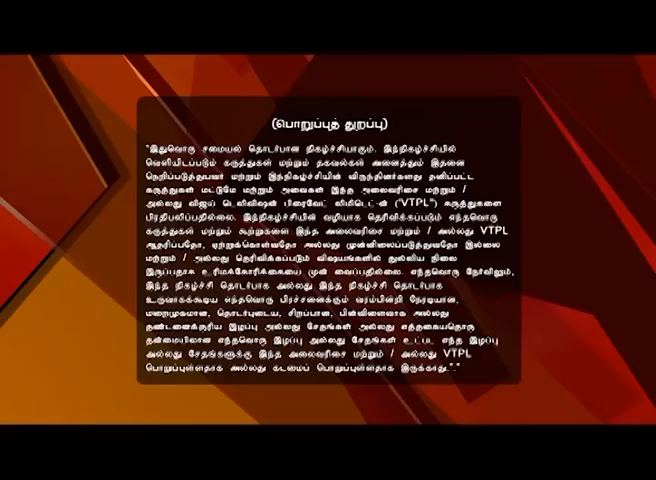 (பொறுப்புத் துறப்பு)
"இதுவொரு சமையல் தொடர்பான நிகழ்ச்சியாகும். இந்நிகழ்ச்சியில்
வெளியிடப்படும் கருத்துகள் மற்றும் தகவல்கள் அனைத்தும் இதனை
நெறிப்படுத்துபவர் மற்றும் இந்நிகழ்ச்சியின் விருந்தினர்களது தனிப்பட்ட
கருத்துகள் மட்டுமே மற்றும் அவைகள் இந்த அலைவரிசை மற்றும் /
அல்லது விஜய் டெலிவிஷன் பிரைவேட் லிமிடெட்-ன் ("VTPL") கருத்துகளை
பிரதிபலிப்பதில்லை. இந்நிகழ்ச்சியின் வழியாக தெரிவிக்கப்படும் எந்தவொரு
கருத்துகள் மற்றும் கூற்றுகளை இந்த அலைவரிசை மற்றும் / அல்லது VTPL
ஆதரிப்பதோ, ஏற்றுக்கொள்வதோ அல்லது முன்னிலைப்படுத்துவதோ இல்லை
மற்றும் / அல்லது தெரிவிக்கப்படும் விஷயங்களில் துல்லிய நிலை
இருப்பதாக உரிமக்கோரிக்கையை முன் வைப்பதில்லை. எந்தவொரு நேர்விலும்,
இந்த நிகழ்ச்சி தொடர்பாக அல்லது இந்த நிகழ்ச்சி தொடர்பாக
உருவாகக்கூடிய எந்தவொரு பிரச்சனைக்கும் வரம்பின்றி நேரடியான,
மறைமுகமான, தொடர்புடைய, சிறப்பான, பின்விளைவாக அல்லது
தண்டனைக்குரிய இழப்பு அல்லது சேதங்கள் அல்லது எத்தகையதொரு
தன்மையிலான எந்தவொரு இழப்பு அல்லது சேதங்கள் உட்பட எந்த இழப்பு
அல்லது சேதங்களுக்கு இந்த அலைவரிசை மற்றும் / அல்லது VTPL
பொறுப்புள்ளதாக அல்லது கடமைப் பொறுப்புள்ளதாக இருக்காது."."